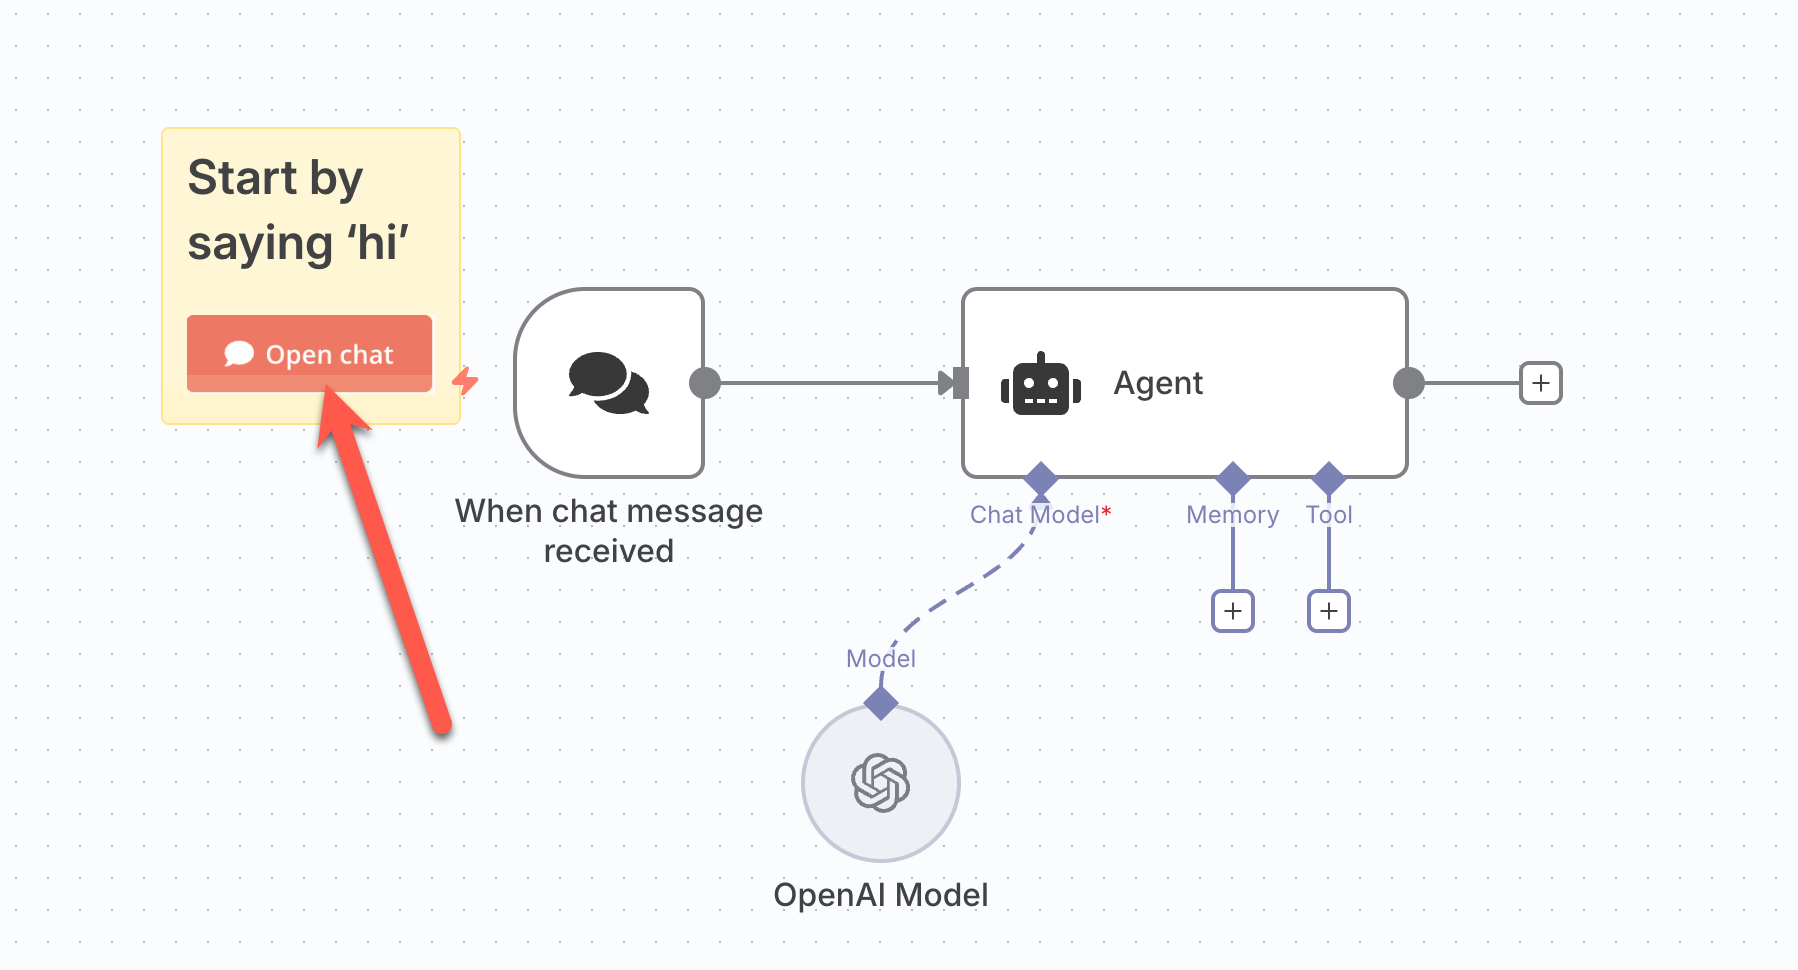 Start by
saying ‘hi’
Open chat
When chat message
received
Agent
Chat Model*
Memory
Tool
Model
OpenAI Model